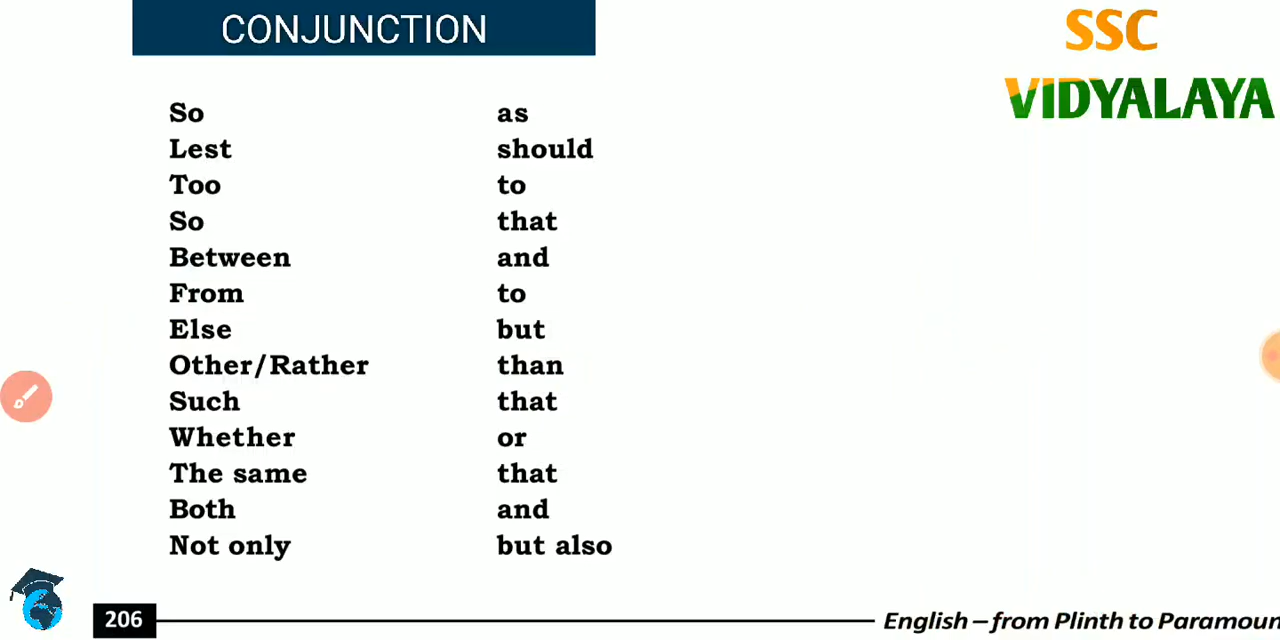 CONJUNCTION
SSC
VIDYALAYA
So as
Lest should
Too to
So that
Between and
From to
Else but
Other/Rather than
Such that
Whether or
The same that
Both and
Not only but also
206
English – from Plinth to Paramoun